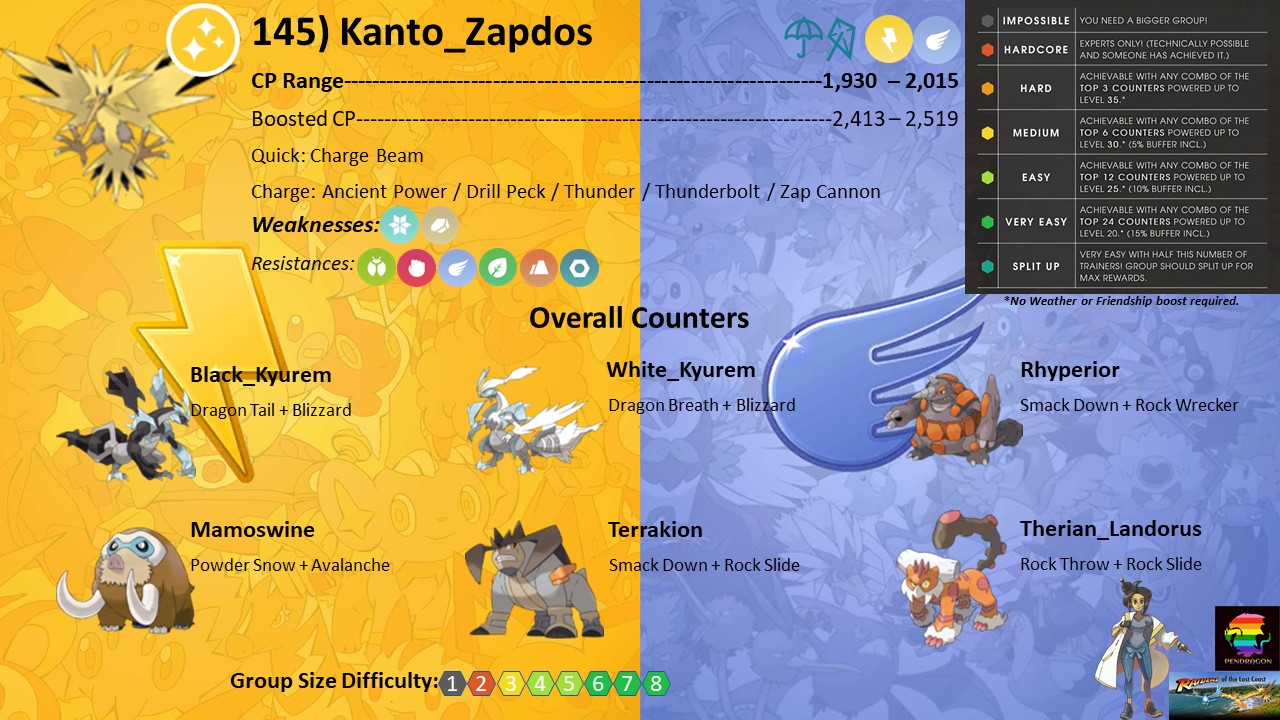 145) Kanto_Zapdos
CP Range--------------------------------------------------------------------1,930 – 2,015
Boosted CP--------------------------------------------------------------------2,413 – 2,519
Quick: Charge Beam
Charge: Ancient Power / Drill Peck / Thunder / Thunderbolt / Zap Cannon
Weaknesses:
Resistances:
IMPOSSIBLE YOU NEED A BIGGER GROUP!
HARDCORE EXPERTS ONLY! (TECHNICALLY POSSIBLE
AND SOMEONE HAS ACHIEVED IT.)
HARD ACHIEVABLE WITH ANY COMBO OF THE
TOP 3 COUNTERS POWERED UP TO
LEVEL 35.*
MEDIUM ACHIEVABLE WITH ANY COMBO OF THE
TOP 6 COUNTERS POWERED UP TO
LEVEL 30.* (5% BUFFER INCL.)
EASY ACHIEVABLE WITH ANY COMBO OF THE
TOP 12 COUNTERS POWERED UP TO
LEVEL 25.* (10% BUFFER INCL.)
VERY EASY ACHIEVABLE WITH ANY COMBO OF THE
TOP 24 COUNTERS POWERED UP TO
LEVEL 20.* (15% BUFFER INCL.)
SPLIT UP VERY EASY WITH HALF THIS NUMBER OF
TRAINERS! GROUP SHOULD SPLIT UP FOR
MAX REWARDS.
*No Weather or Friendship boost required.
Overall Counters
Black_Kyurem
Dragon Tail + Blizzard
White_Kyurem
Dragon Breath + Blizzard
Rhyperior
Smack Down + Rock Wrecker
Mamoswine
Powder Snow + Avalanche
Terrakion
Smack Down + Rock Slide
Therian_Landorus
Rock Throw + Rock Slide
Group Size Difficulty: 1 2 3 4 5 6 7 8
PENDRAGON
RAIDERS of the Lost Coast